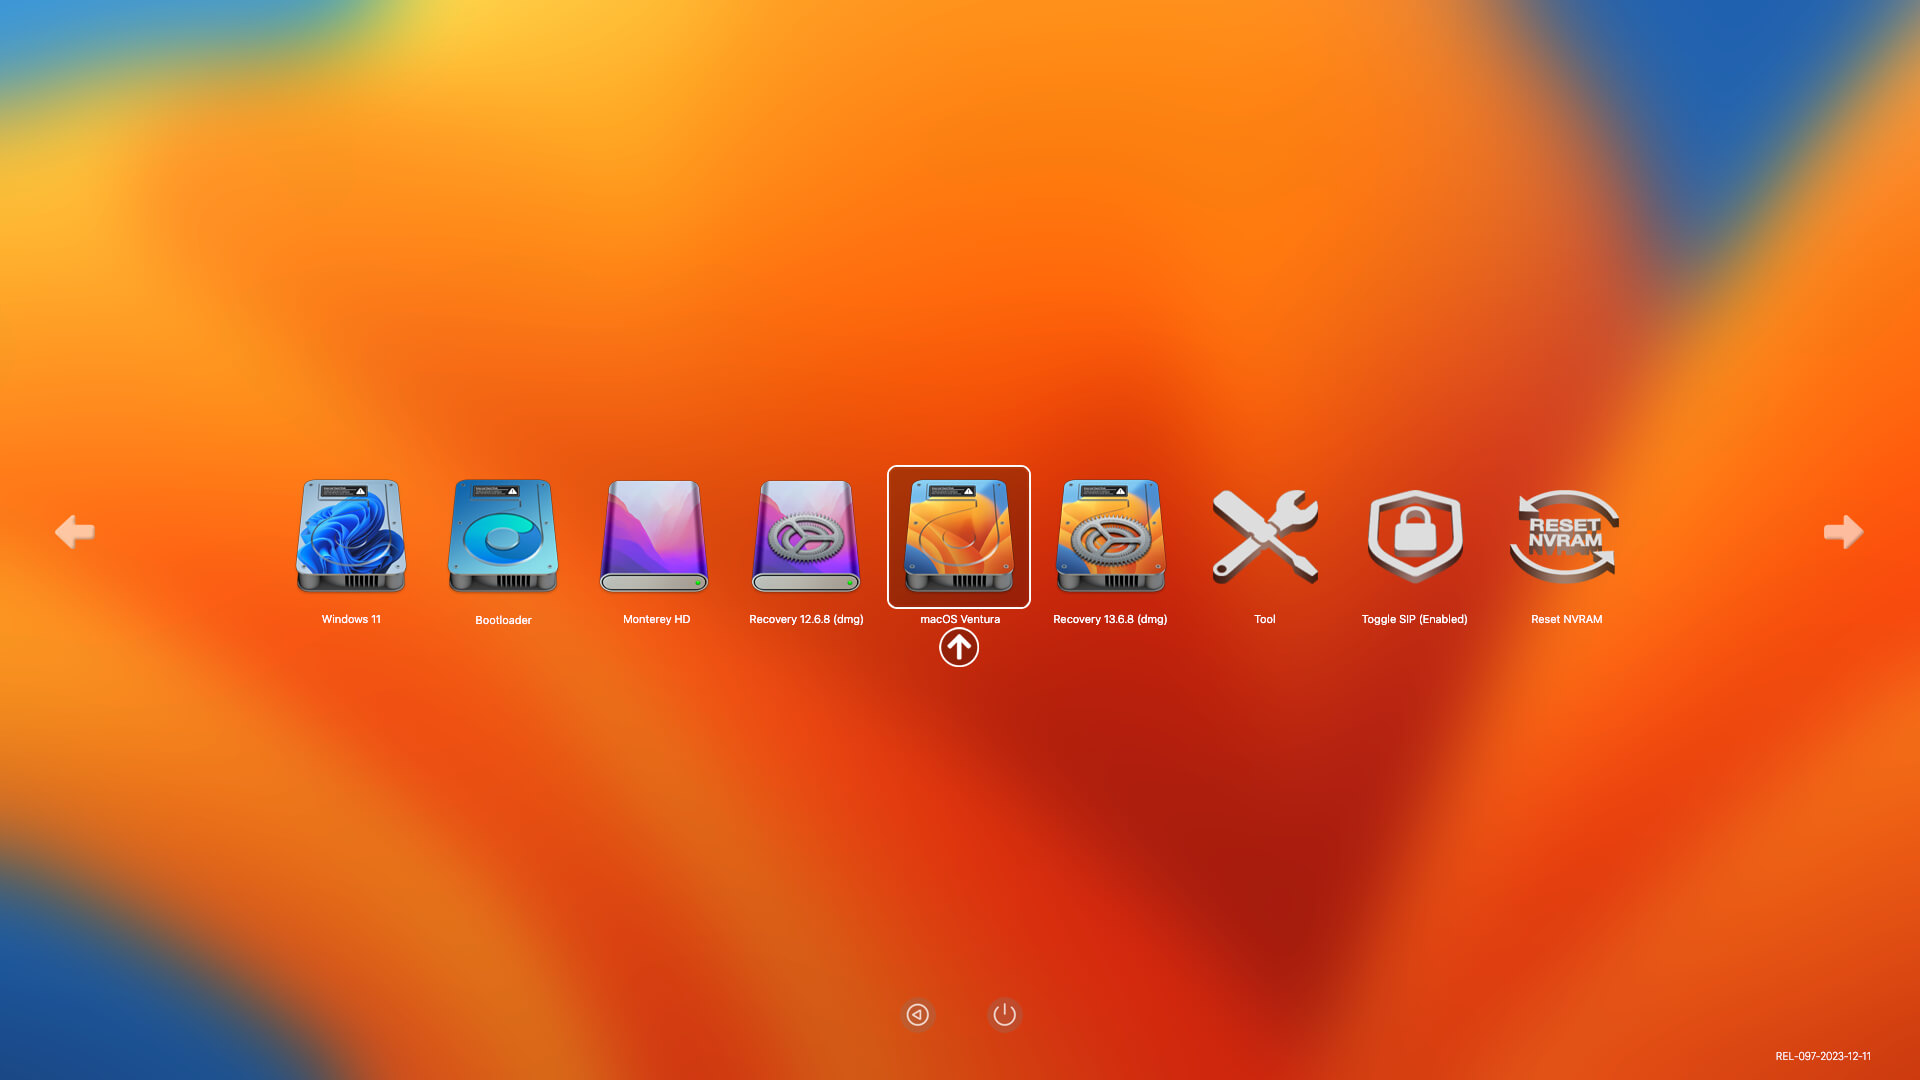 RESET
NVRAM
Windows 11
Bootloader
Monterey HD
Recovery 12.6.8 (dmg)
macOS Ventura
Recovery 13.6.8 (dmg)
Tool
Toggle SIP (Enabled)
Reset NVRAM
REL-097-2023-12-11